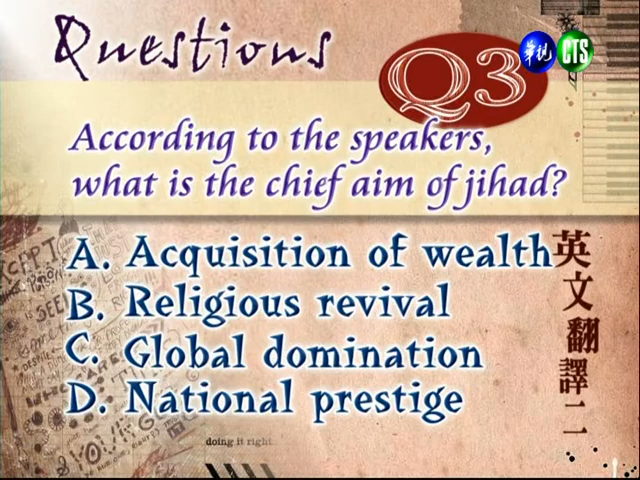 Questions
Q3
華視 CTS
According to the speakers,
what is the chief aim of jihad?
A. Acquisition of wealth
B. Religious revival
C. Global domination
D. National prestige
英文翻譯二
doing it right.